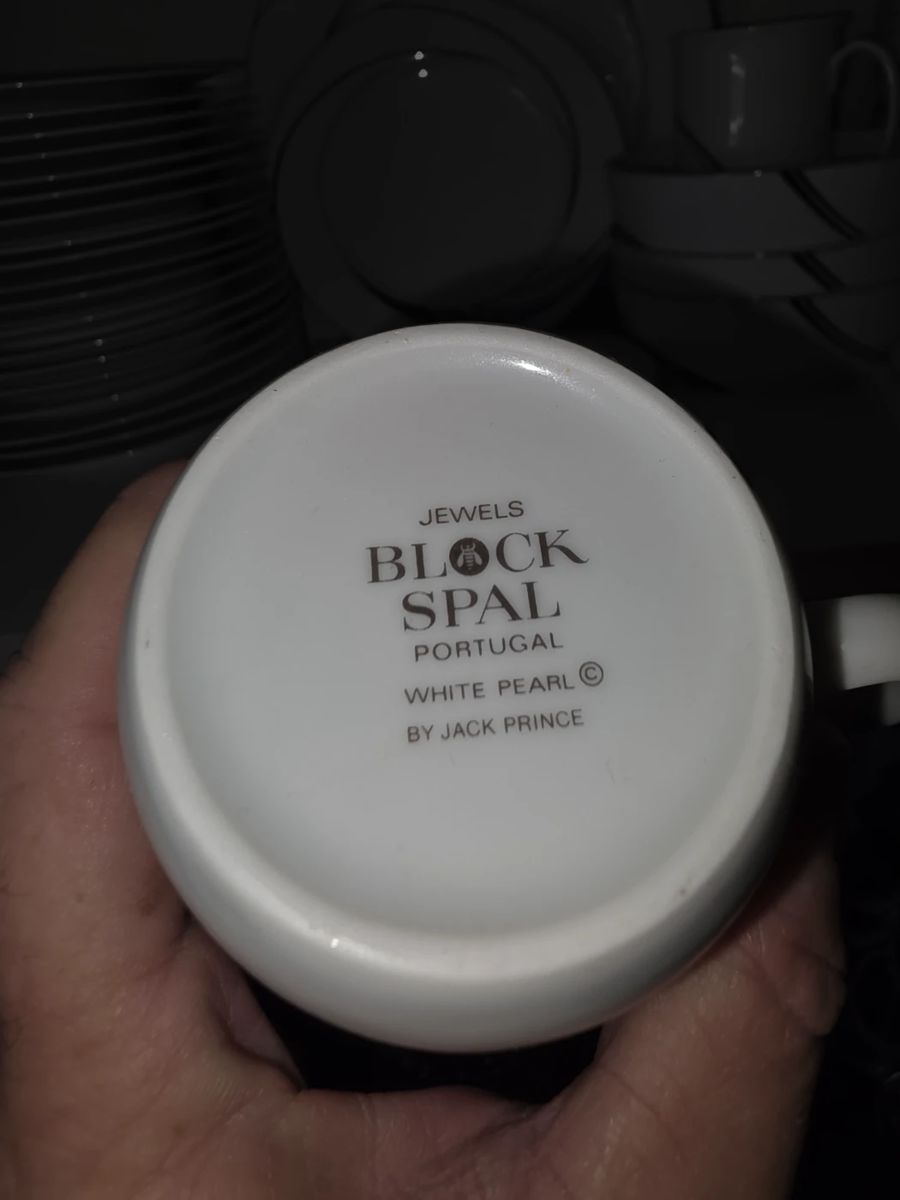 JEWELS
BLOCK
SPAL
PORTUGAL
WHITE PEARL©
BY JACK PRINCE